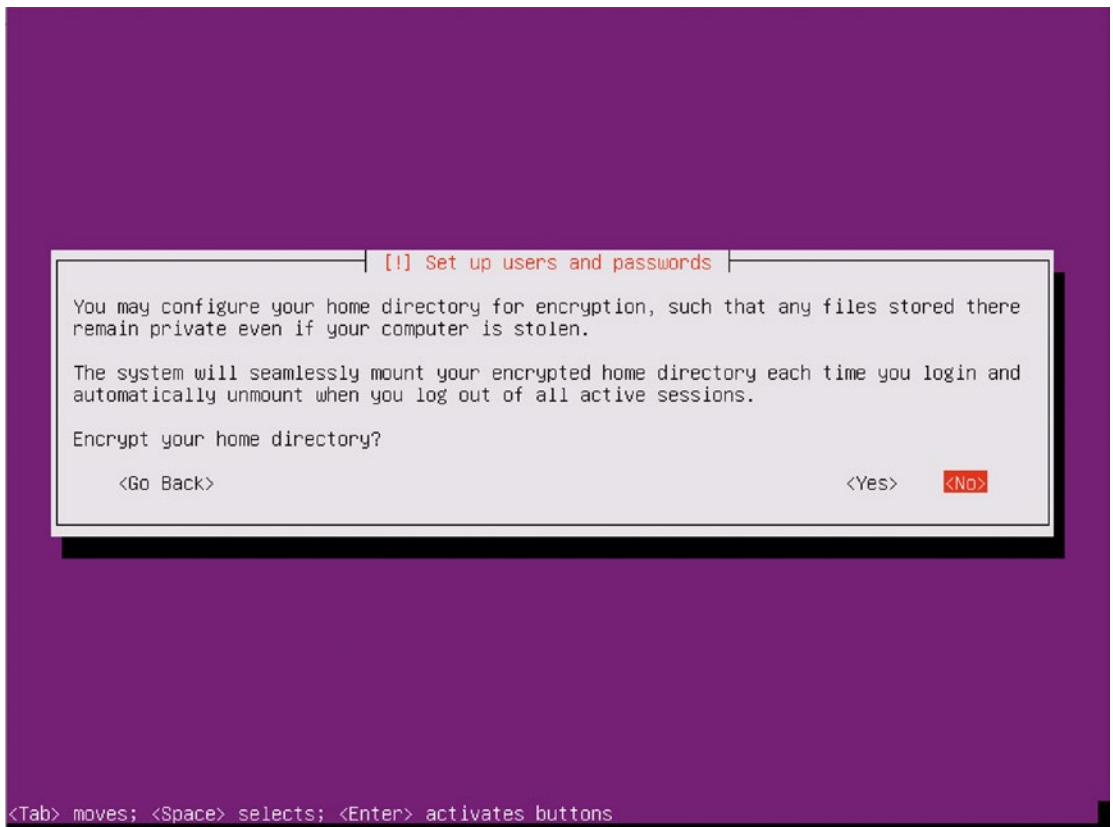 [!] Set up users and passwords
You may configure your home directory for encryption, such that any files stored there
remain private even if your computer is stolen.
The system will seamlessly mount your encrypted home directory each time you login and
automatically unmount when you log out of all active sessions.
Encrypt your home directory?
<Go Back> <Yes> <No>
<Tab> moves; <Space> selects; <Enter> activates buttons